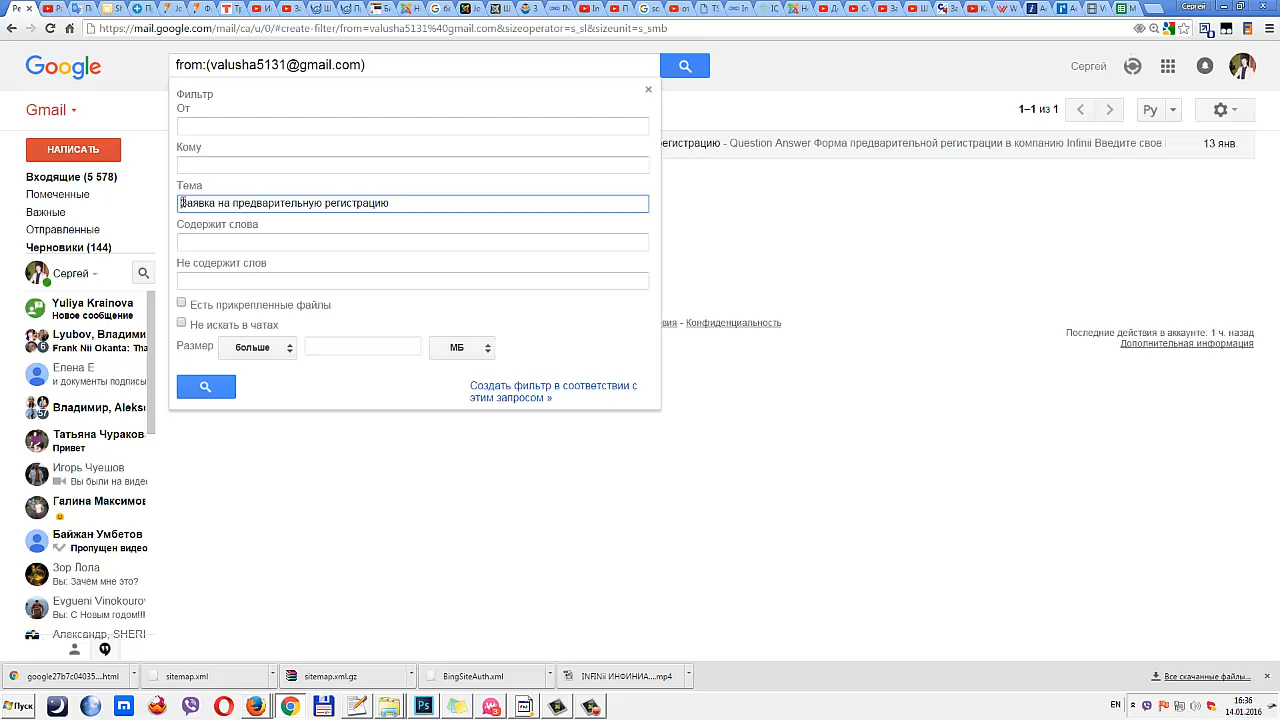 Сергей
https://mail.google.com/mail/ca/u/0/#create-filter/from=valusha5131%40gmail.com&sizeoperator=s_sl&sizeunit=s_smb
Google
from:(valusha5131@gmail.com)
Сергей
Gmail
1–1 из 1
Ру
НАПИСАТЬ
Входящие (5 578)
Помеченные
Важные
Отправленные
Черновики (144)
Сергей
Yuliya Krainova
Новое сообщение
Lyubov, Владими
Frank Nii Okanta: Tha
Елена Е
и документы подписы
Владимир, Alekse
Татьяна Чураков
Привет
Игорь Чуешов
Вы были на видео
Галина Максимов
Байжан Умбетов
Пропущен видео
Зор Лола
Вы: Зачем мне это?
Evgueni Vinokourov
Вы: С Новым годом!!!
Александр, SHERI
Фильтр
От
Кому
Тема
Заявка на предварительную регистрацию
Содержит слова
Не содержит слов
Есть прикрепленные файлы
Не искать в чатах
Размер
больше
МБ
Создать фильтр в соответствии с
этим запросом »
егистрацию - Question Answer Форма предварительной регистрации в компанию Infinii Введите свое
13 янв.
вия - Конфиденциальность
Последние действия в аккаунте: 1 ч. назад
Дополнительная информация
google27b7c04035....html
sitemap.xml
sitemap.xml.gz
BingSiteAuth.xml
INFINii ИНФИНИА....mp4
Все скачанные файлы...
Пуск
EN
16:36
14.01.2016